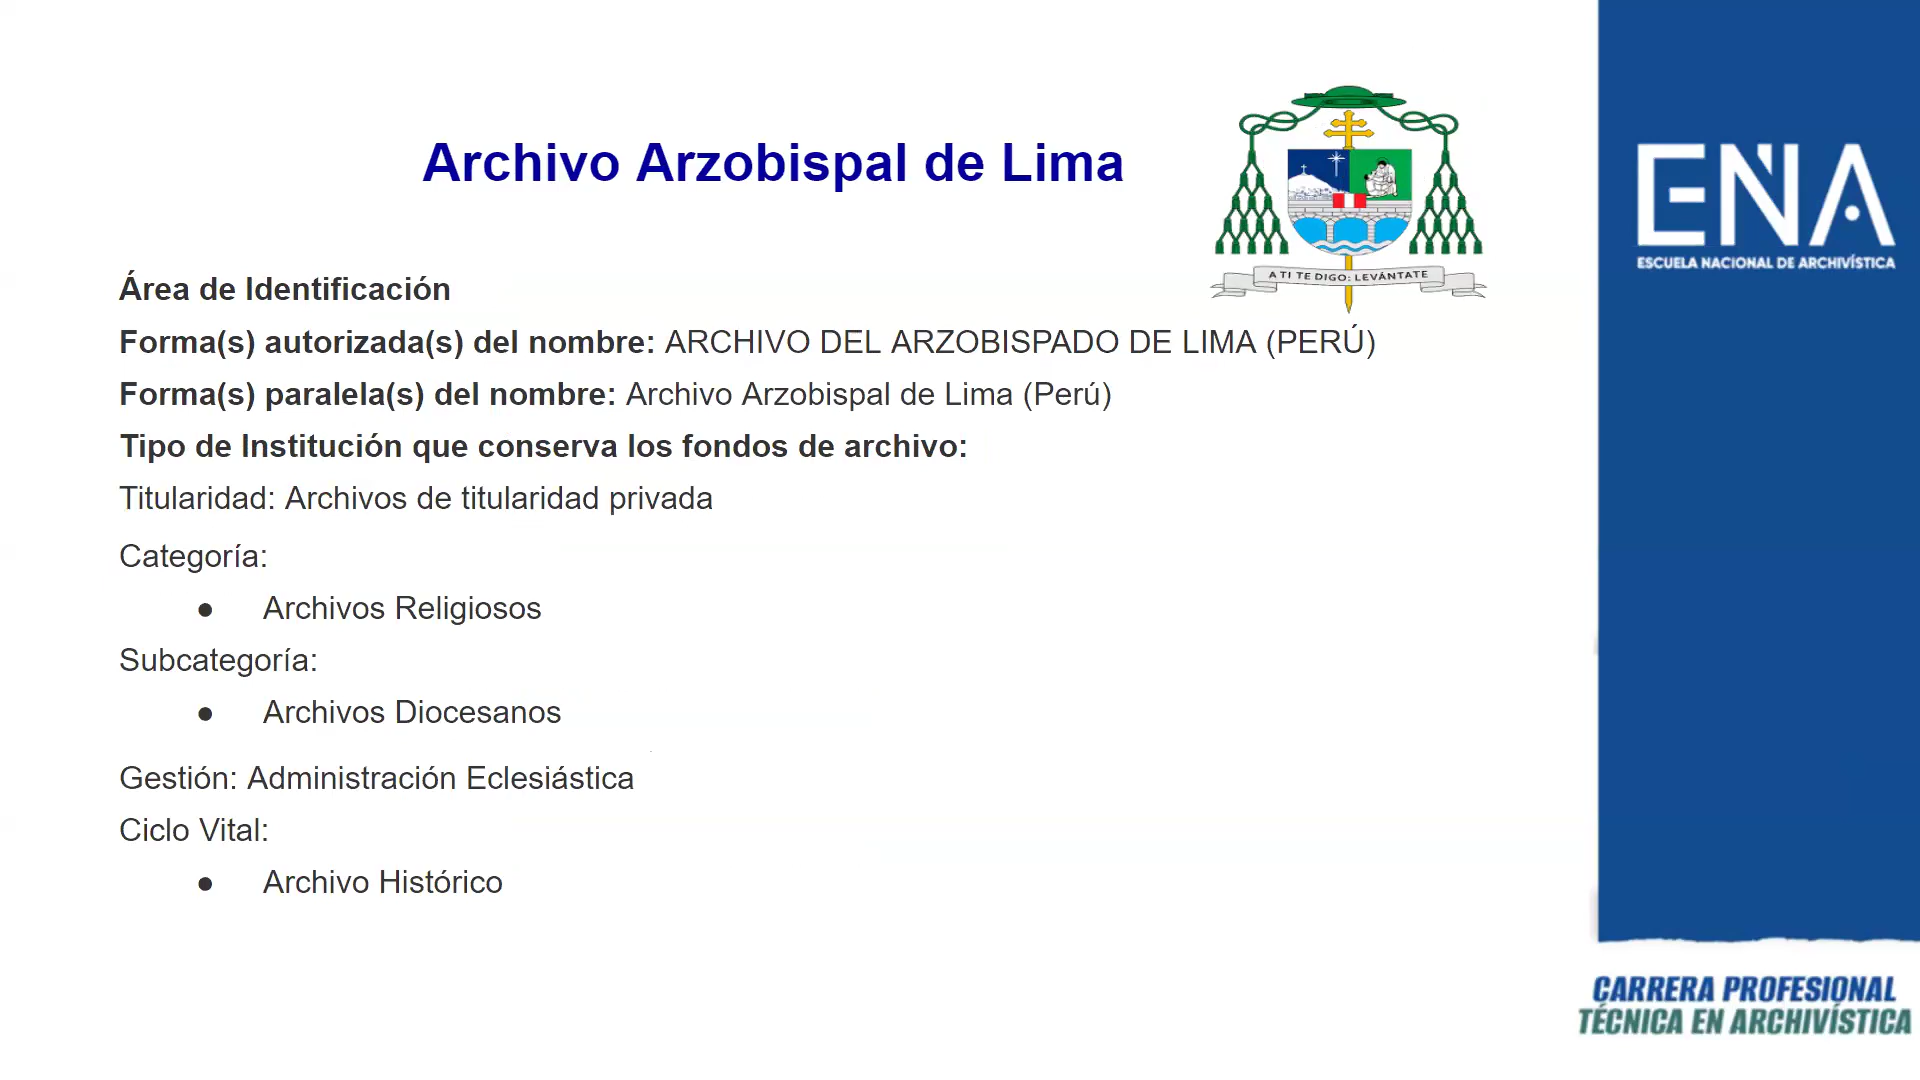 Archivo Arzobispal de Lima
A TI TE DIGO: LEVÁNTATE
Área de Identificación
Forma(s) autorizada(s) del nombre: ARCHIVO DEL ARZOBISPADO DE LIMA (PERÚ)
Forma(s) paralela(s) del nombre: Archivo Arzobispal de Lima (Perú)
Tipo de Institución que conserva los fondos de archivo:
Titularidad: Archivos de titularidad privada
Categoría:
● Archivos Religiosos
Subcategoría:
● Archivos Diocesanos
Gestión: Administración Eclesiástica
Ciclo Vital:
● Archivo Histórico
ENA
ESCUELA NACIONAL DE ARCHIVÍSTICA
CARRERA PROFESIONAL
TÉCNICA EN ARCHIVÍSTICA